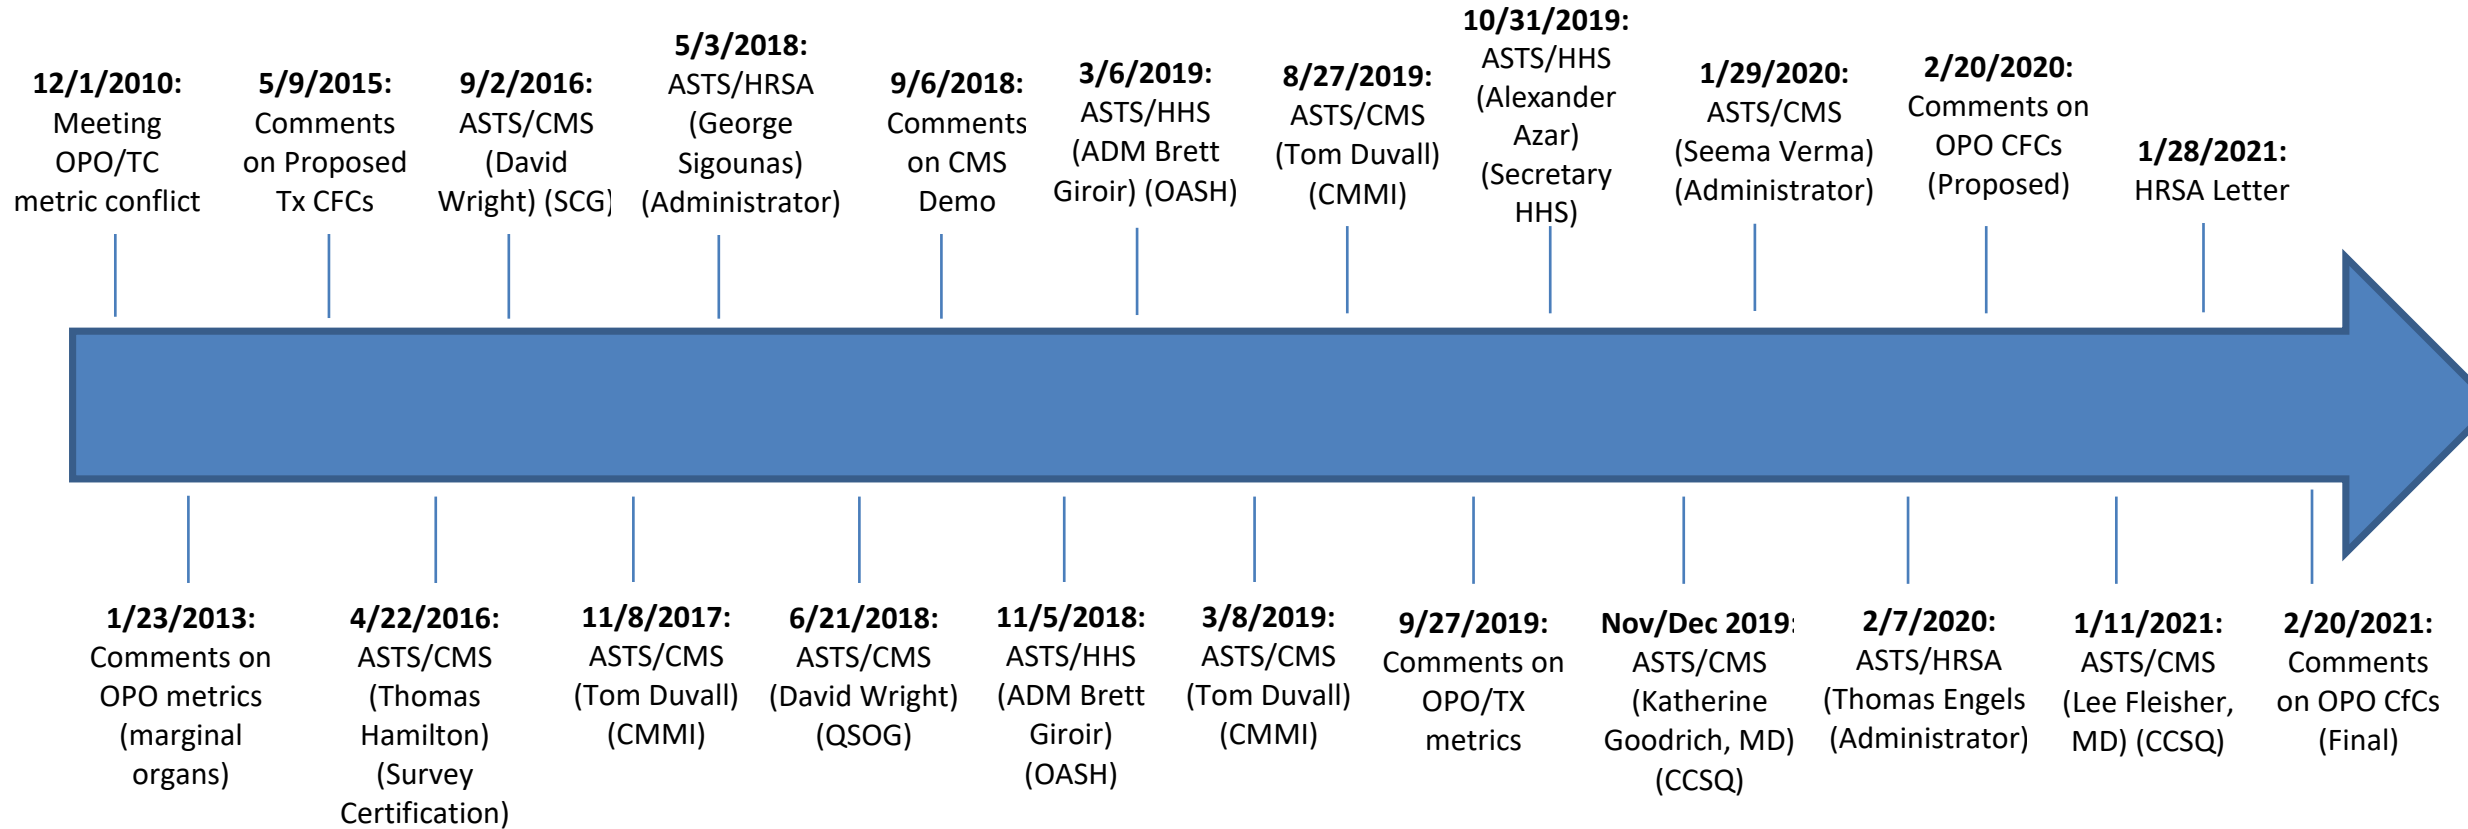 12/1/2010:
Meeting
OPO/TC
metric conflict
5/9/2015:
Comments
on Proposed
Tx CFCs
9/2/2016:
ASTS/CMS
(David
Wright) (SCG)
5/3/2018:
ASTS/HRSA
(George
Sigounas)
(Administrator)
9/6/2018:
Comments
on CMS
Demo
3/6/2019:
ASTS/HHS
(ADM Brett
Giroir) (OASH)
8/27/2019:
ASTS/CMS
(Tom Duvall)
(CMMI)
10/31/2019:
ASTS/HHS
(Alexander
Azar)
(Secretary
HHS)
1/29/2020:
ASTS/CMS
(Seema Verma)
(Administrator)
2/20/2020:
Comments on
OPO CFCs
(Proposed)
1/28/2021:
HRSA Letter
1/23/2013:
Comments on
OPO metrics
(marginal
organs)
4/22/2016:
ASTS/CMS
(Thomas
Hamilton)
(Survey
Certification)
11/8/2017:
ASTS/CMS
(Tom Duvall)
(CMMI)
6/21/2018:
ASTS/CMS
(David Wright)
(QSOG)
11/5/2018:
ASTS/HHS
(ADM Brett
Giroir)
(OASH)
3/8/2019:
ASTS/CMS
(Tom Duvall)
(CMMI)
9/27/2019:
Comments on
OPO/TX
metrics
Nov/Dec 2019:
ASTS/CMS
(Katherine
Goodrich, MD)
(CCSQ)
2/7/2020:
ASTS/HRSA
(Thomas Engels
(Administrator)
1/11/2021:
ASTS/CMS
(Lee Fleisher,
MD) (CCSQ)
2/20/2021:
Comments
on OPO CfCs
(Final)